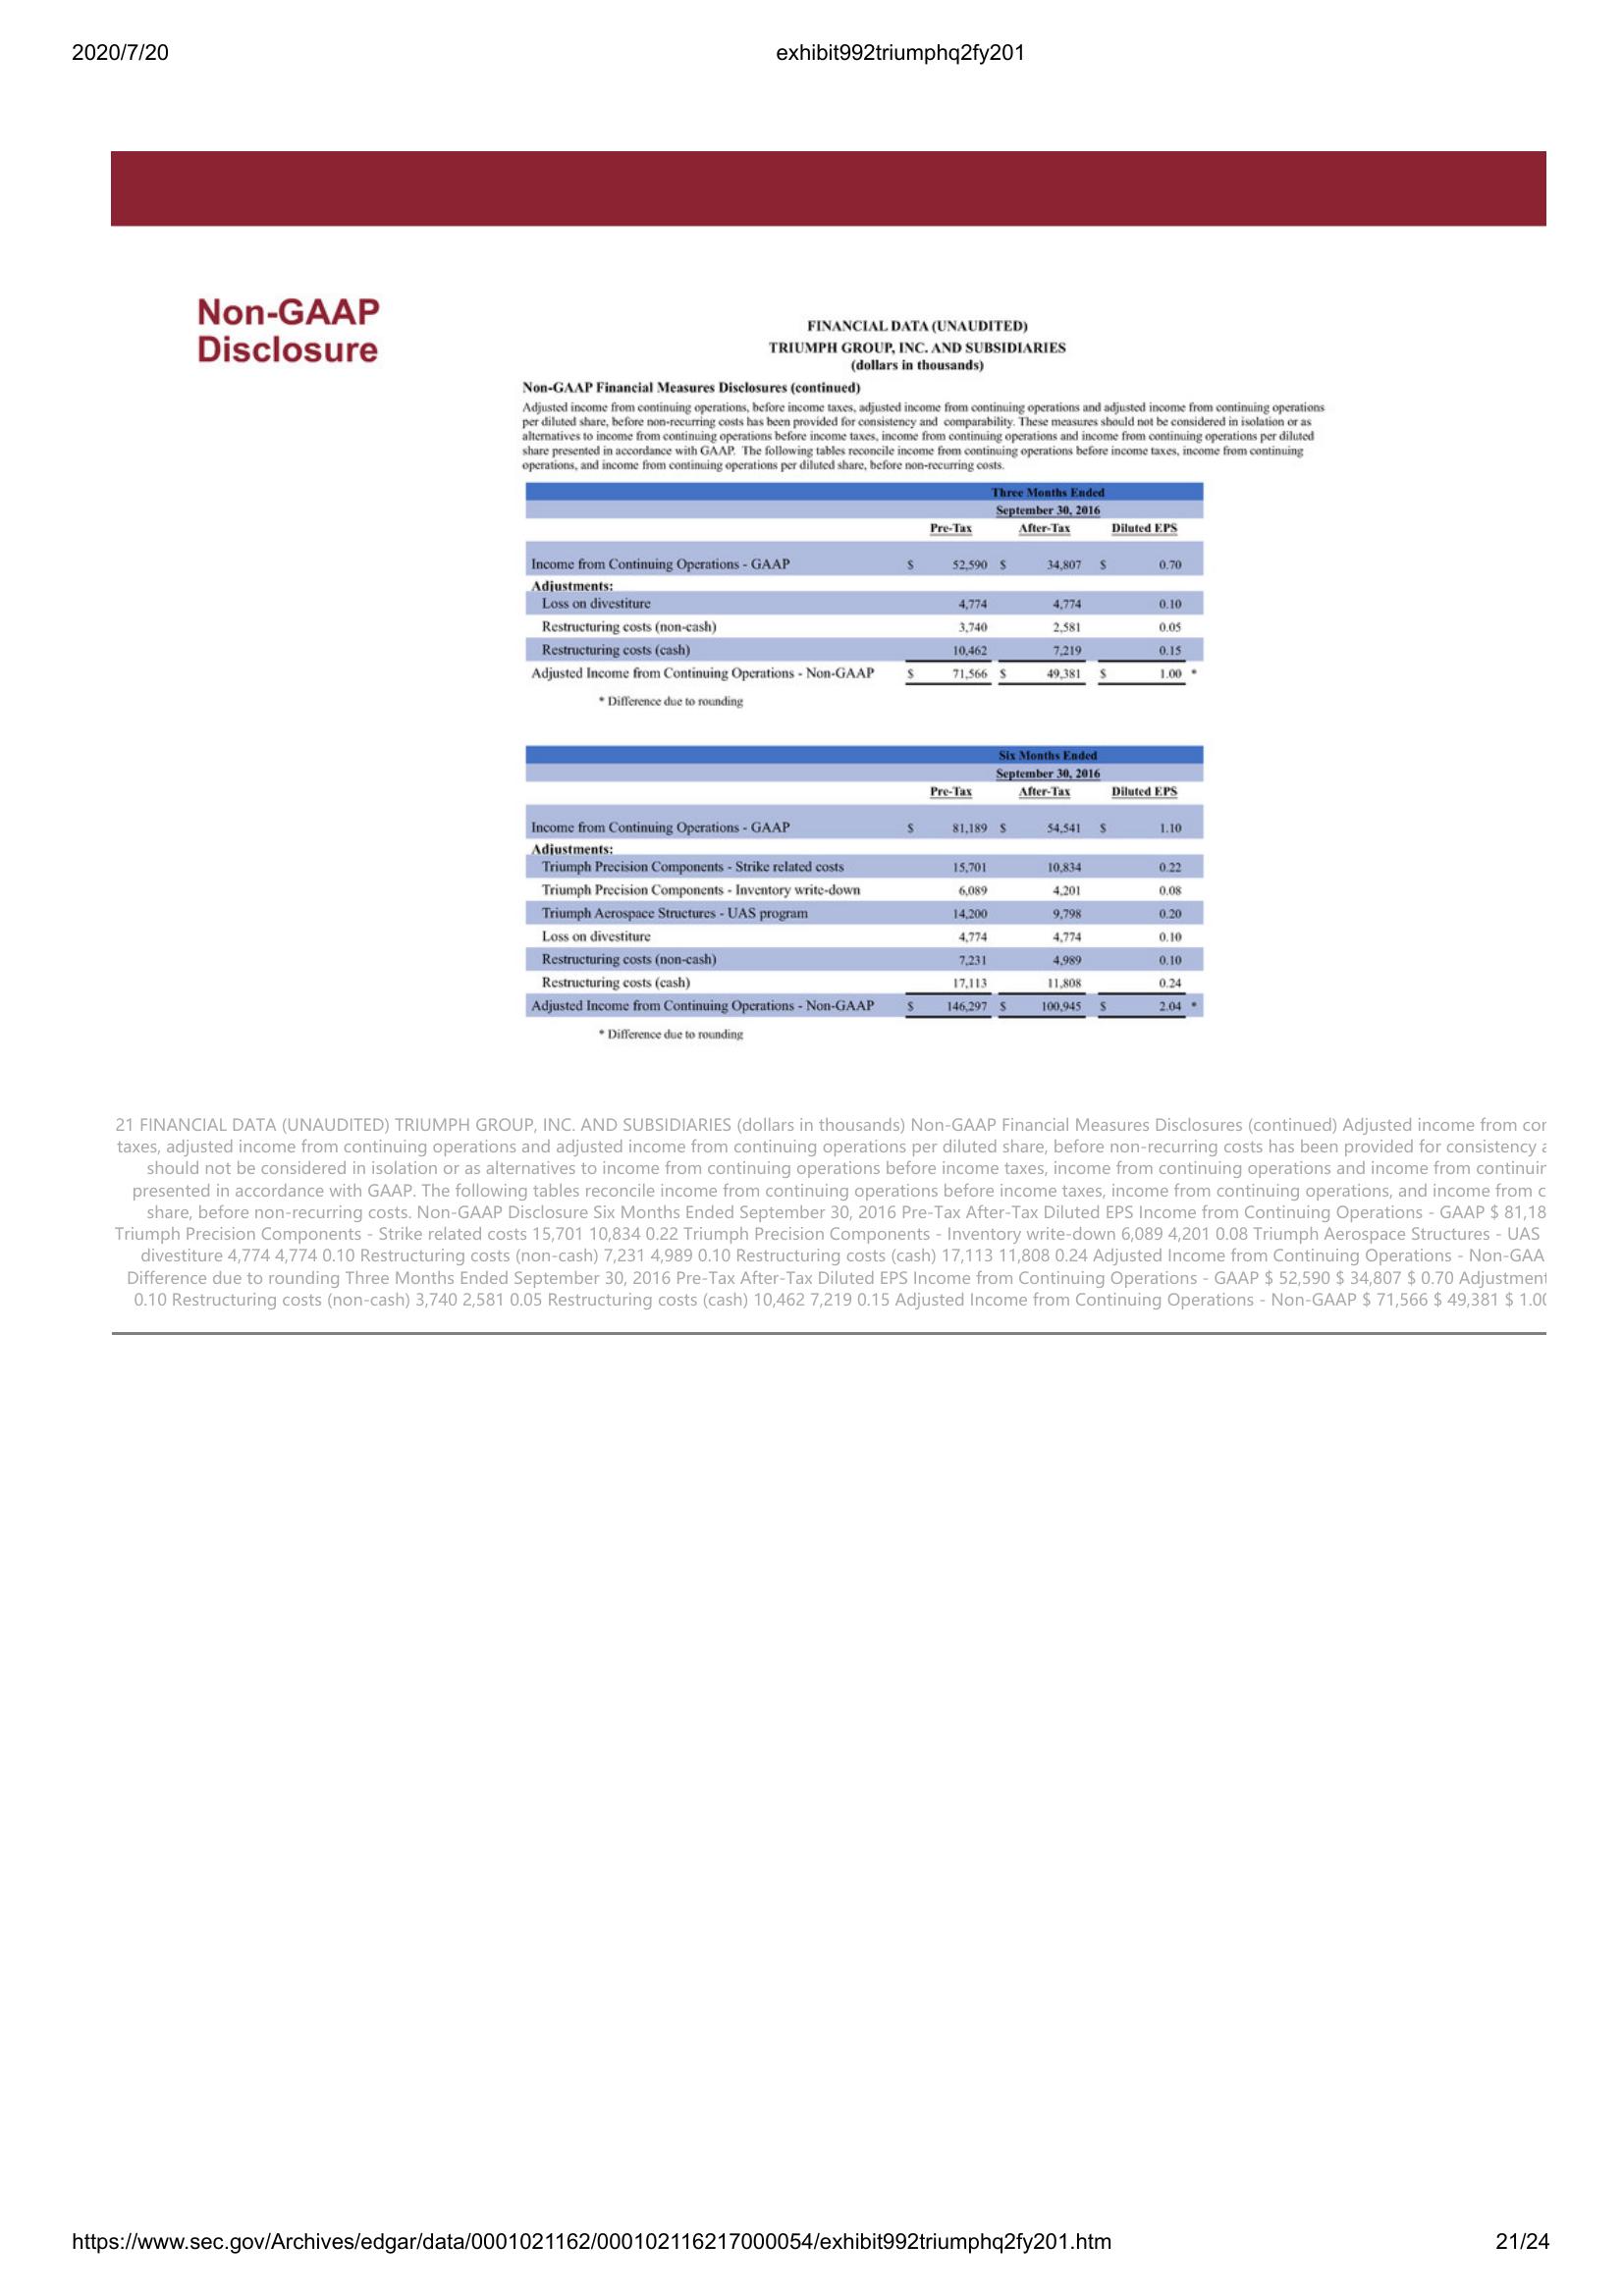 2020/7/20 exhibit992triumphq2fy201
Non-GAAP
Disclosure
FINANCIAL DATA (UNAUDITED)
TRIUMPH GROUP, INC. AND SUBSIDIARIES
(dollars in thousands)
Non-GAAP Financial Measures Disclosures (continued)
Adjusted income from continuing operations, before income taxes, adjusted income from continuing operations and adjusted income from continuing operations
per diluted share, before non-recurring costs has been provided for consistency and comparability. These measures should not be considered in isolation or as
alternatives to income from continuing operations before income taxes, income from continuing operations and income from continuing operations per diluted
share presented in accordance with GAAP. The following tables reconcile income from continuing operations before income taxes, income from continuing
operations, and income from continuing operations per diluted share, before non-recurring costs.
Three Months Ended
September 30, 2016
Pre-Tax After-Tax Diluted EPS
Income from Continuing Operations - GAAP $ 52,590 $ 34,807 $ 0.70
Adjustments:
Loss on divestiture 4,774 4,774 0.10
Restructuring costs (non-cash) 3,740 2,581 0.05
Restructuring costs (cash) 10,462 7,219 0.15
Adjusted Income from Continuing Operations - Non-GAAP $ 71,566 $ 49,381 $ 1.00 *
* Difference due to rounding
Six Months Ended
September 30, 2016
Pre-Tax After-Tax Diluted EPS
Income from Continuing Operations - GAAP $ 81,189 $ 54,541 $ 1.10
Adjustments:
Triumph Precision Components - Strike related costs 15,701 10,834 0.22
Triumph Precision Components - Inventory write-down 6,089 4,201 0.08
Triumph Aerospace Structures - UAS program 14,200 9,798 0.20
Loss on divestiture 4,774 4,774 0.10
Restructuring costs (non-cash) 7,231 4,989 0.10
Restructuring costs (cash) 17,113 11,808 0.24
Adjusted Income from Continuing Operations - Non-GAAP $ 146,297 $ 100,945 $ 2.04 *
* Difference due to rounding
21 FINANCIAL DATA (UNAUDITED) TRIUMPH GROUP, INC. AND SUBSIDIARIES (dollars in thousands) Non-GAAP Financial Measures Disclosures (continued) Adjusted income from
taxes, adjusted income from continuing operations and adjusted income from continuing operations per diluted share, before non-recurring costs has been provided for consistency
should not be considered in isolation or as alternatives to income from continuing operations before income taxes, income from continuing operations and income from
presented in accordance with GAAP. The following tables reconcile income from continuing operations before income taxes, income from continuing operations, and income from
share, before non-recurring costs. Non-GAAP Disclosure Six Months Ended September 30, 2016 Pre-Tax After-Tax Diluted EPS Income from Continuing Operations - GAAP $ 81,18
Triumph Precision Components - Strike related costs 15,701 10,834 0.22 Triumph Precision Components - Inventory write-down 6,089 4,201 0.08 Triumph Aerospace Structures - UAS
divestiture 4,774 4,774 0.10 Restructuring costs (non-cash) 7,231 4,989 0.10 Restructuring costs (cash) 17,113 11,808 0.24 Adjusted Income from Continuing Operations - Non-GAA
Difference due to rounding Three Months Ended September 30, 2016 Pre-Tax After-Tax Diluted EPS Income from Continuing Operations - GAAP $ 52,590 $ 34,807 $ 0.70 Adjustment
0.10 Restructuring costs (non-cash) 3,740 2,581 0.05 Restructuring costs (cash) 10,462 7,219 0.15 Adjusted Income from Continuing Operations - Non-GAAP $ 71,566 $ 49,381 $ 1.00
https://www.sec.gov/Archives/edgar/data/0001021162/000102116217000054/exhibit992triumphq2fy201.htm 21/24